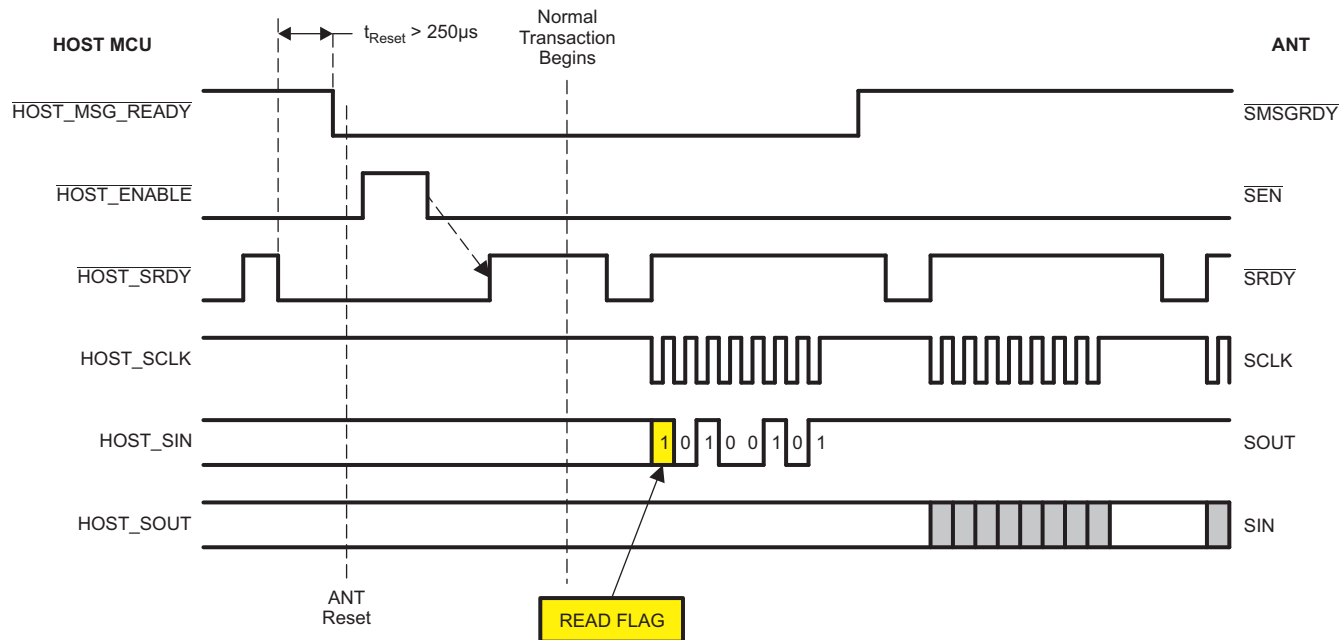 HOST MCU
t_Reset > 250µs
Normal
Transaction
Begins
ANT
HOST_MSG_READY
SMSGRDY
HOST_ENABLE
SEN
HOST_SRDY
SRDY
HOST_SCLK
SCLK
HOST_SIN
1 0 1 0 0 1 0 1
SOUT
HOST_SOUT
SIN
ANT
Reset
READ FLAG